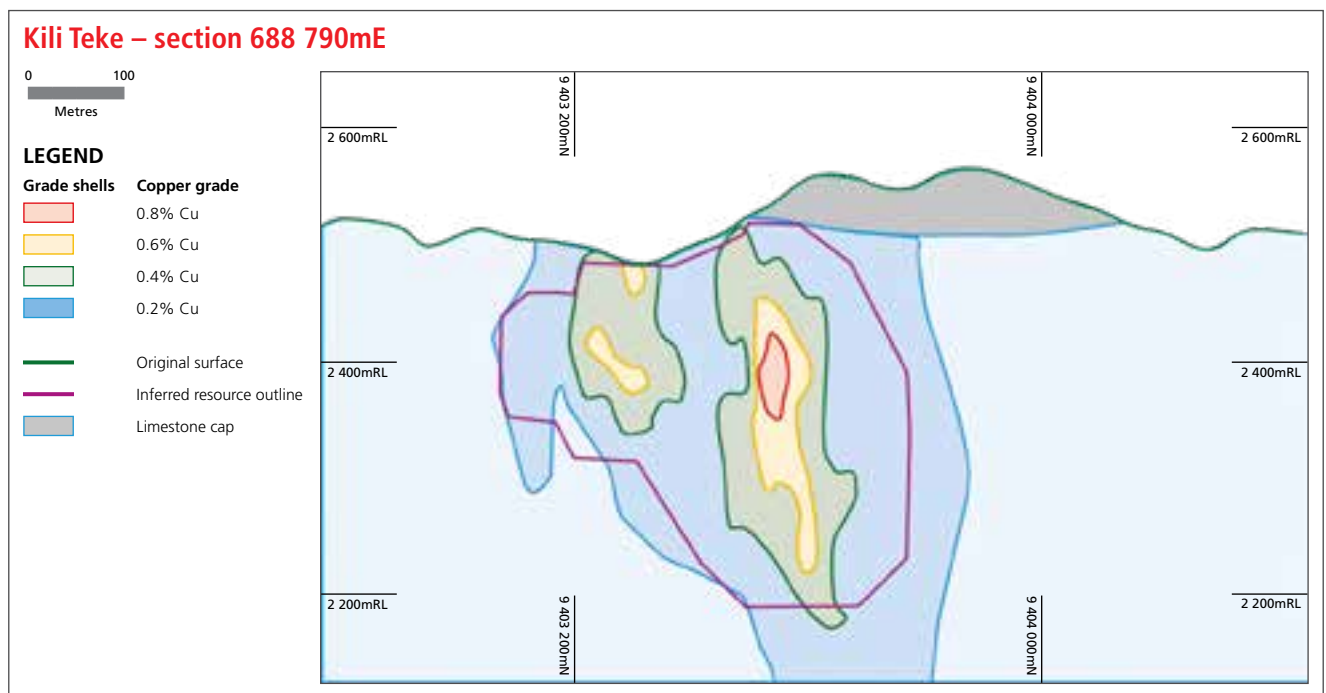 Kili Teke – section 688 790mE
0 100
Metres
LEGEND
Grade shells Copper grade
0.8% Cu
0.6% Cu
0.4% Cu
0.2% Cu
Original surface
Inferred resource outline
Limestone cap
9 403 200mN
9 404 000mN
2 600mRL
2 600mRL
2 400mRL
2 400mRL
2 200mRL
2 200mRL
9 403 200mN
9 404 000mN